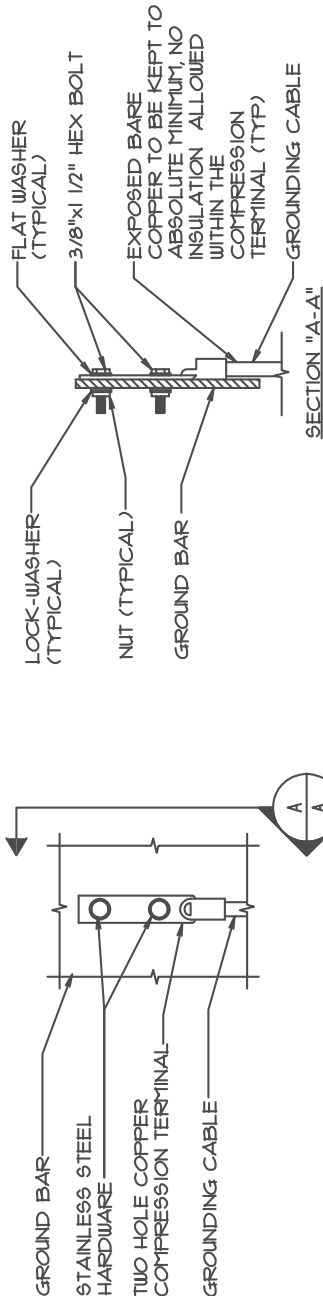 GROUND BAR
STAINLESS STEEL
HARDWARE
TWO HOLE COPPER
COMPRESSION TERMINAL
GROUNDING CABLE
A
A
LOCK-WASHER
(TYPICAL)
NUT (TYPICAL)
GROUND BAR
FLAT WASHER
(TYPICAL)
3/8"x1 1/2" HEX BOLT
EXPOSED BARE
COPPER TO BE KEPT TO
ABSOLUTE MINIMUM, NO
INSULATION ALLOWED
WITHIN THE
COMPRESSION
TERMINAL (TYP)
GROUNDING CABLE
SECTION "A-A"